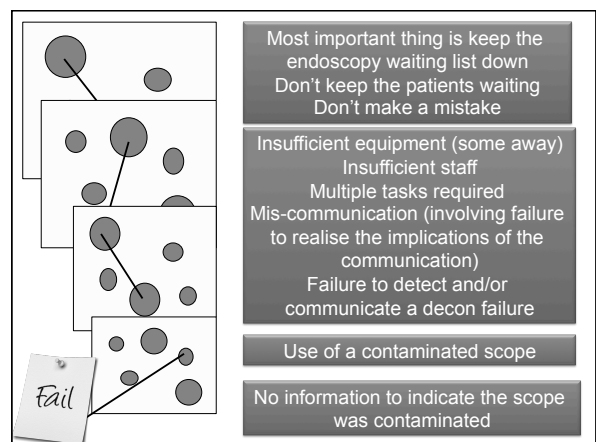 Most important thing is keep the
endoscopy waiting list down
Don't keep the patients waiting
Don't make a mistake
Insufficient equipment (some away)
Insufficient staff
Multiple tasks required
Mis-communication (involving failure
to realise the implications of the
communication)
Failure to detect and/or
communicate a decon failure
Use of a contaminated scope
Fail
No information to indicate the scope
was contaminated